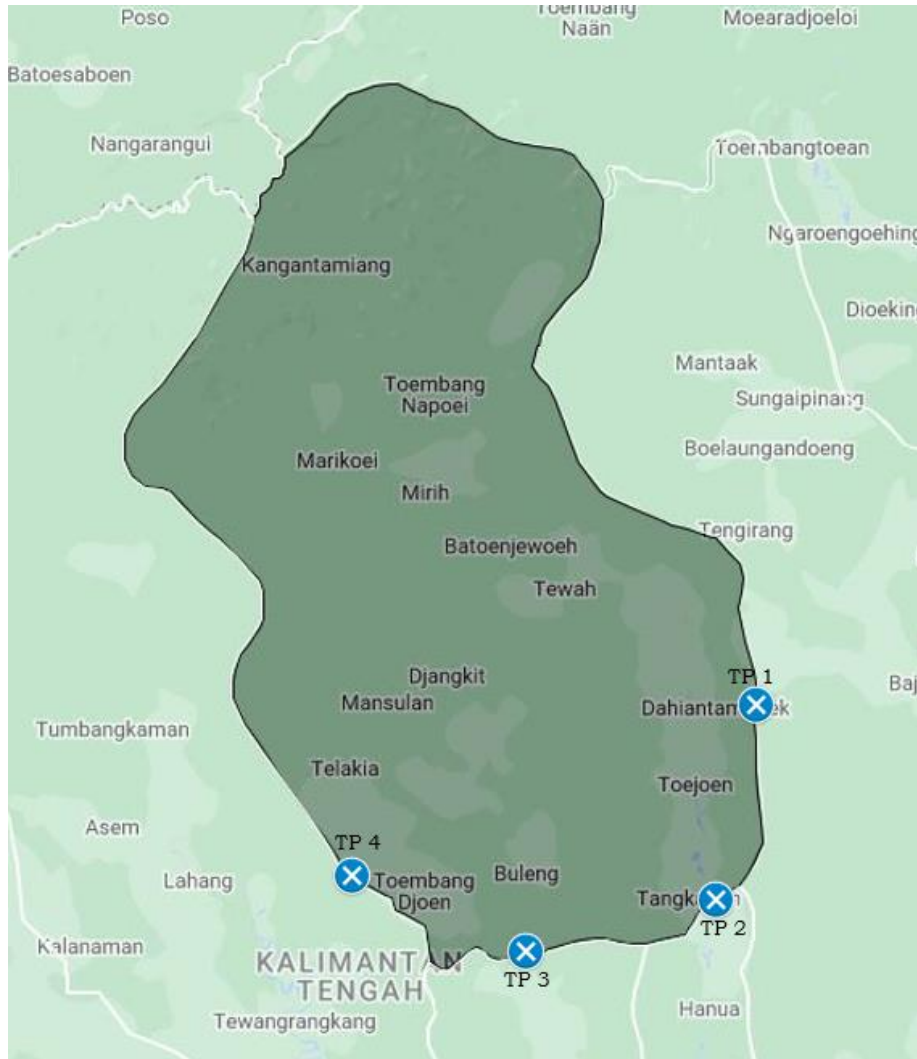 Poso
Toembang
Naän
Moearadjoeloi
Batoesaboen
Nangarangui
Toembangtoean
Ngaroengoehing
Kangantamiang
Dioeking
Mantaak
Toembang
Napoei
Sungaipinang
Boelaungandoeng
Marikoei
Mirih
Tengirang
Batoenjewoeh
Tewah
Djangkit
TP 1
Baj
Mansulan
Tumbangkaman
Telakia
Toejoen
Asem
TP 4
Lahang
Toembang
Djoen
Buleng
TP 2
Kalanaman
KALIMANTAN
TENGAH
TP 3
Hanua
Tewangrangkang